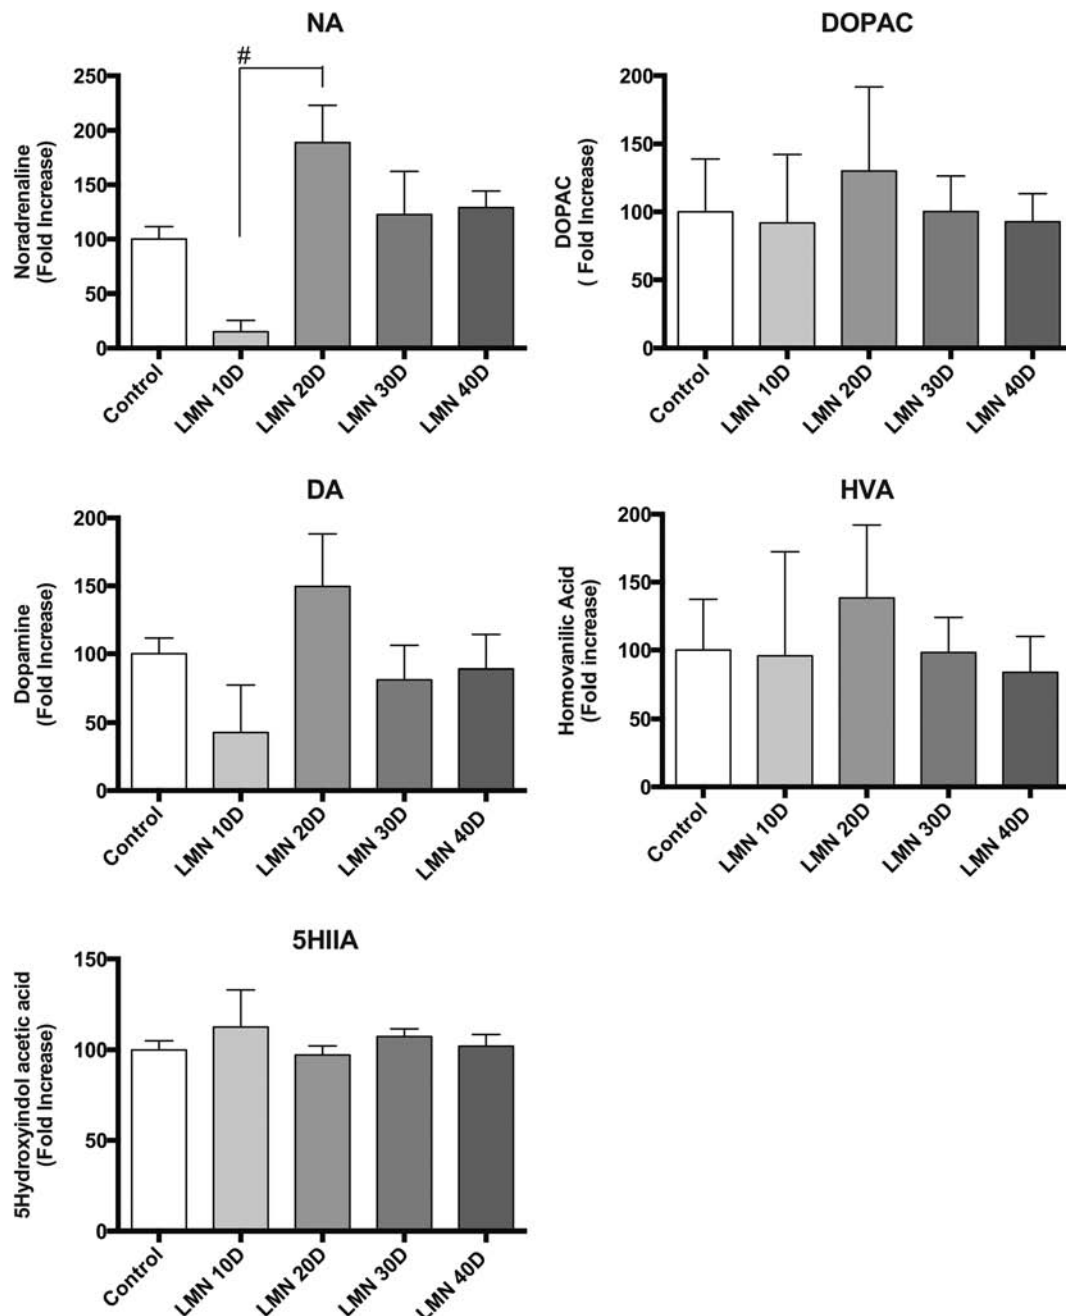 NA
#
Noradrenaline
(Fold Increase)
250
200
150
100
50
0
Control
LMN 10D
LMN 20D
LMN 30D
LMN 40D
DOPAC
DOPAC
( Fold Increase)
200
150
100
50
0
Control
LMN 10D
LMN 20D
LMN 30D
LMN 40D
DA
Dopamine
(Fold Increase)
200
150
100
50
0
Control
LMN 10D
LMN 20D
LMN 30D
LMN 40D
HVA
Homovanilic Acid
(Fold increase)
200
150
100
50
0
Control
LMN 10D
LMN 20D
LMN 30D
LMN 40D
5HIIA
5Hydroxyindol acetic acid
(Fold Increase)
150
100
50
0
Control
LMN 10D
LMN 20D
LMN 30D
LMN 40D